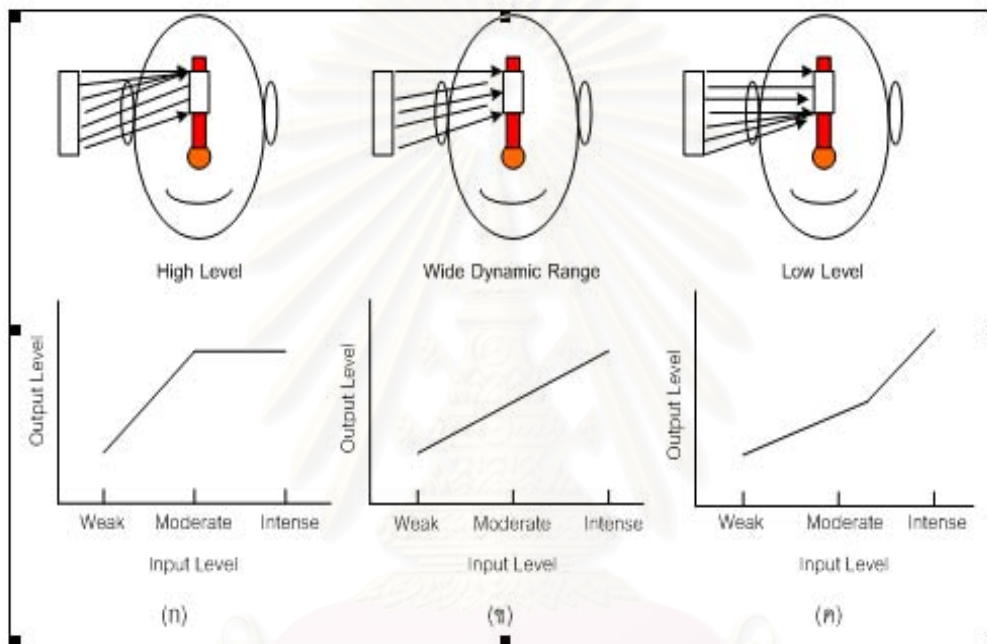 High Level
Wide Dynamic Range
Low Level
Output Level
Weak
Moderate
Intense
Input Level
(ก)
Output Level
Weak
Moderate
Intense
Input Level
(ข)
Output Level
Weak
Moderate
Intense
Input Level
(ค)